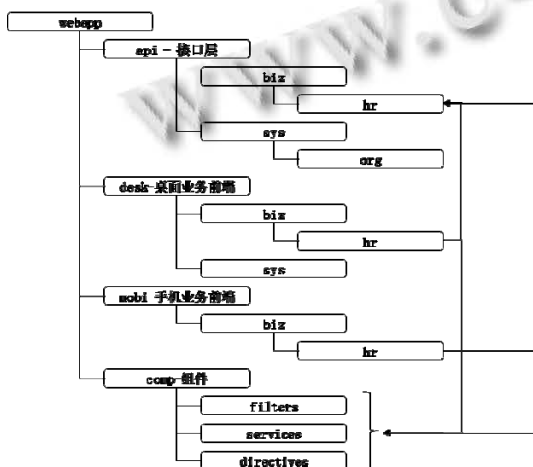 www.c
webapp
api - 接口层
biz
hr
sys
org
desk 桌面业务前端
biz
hr
sys
mobi 手机业务前端
biz
hr
comp 组件
filters
services
directives